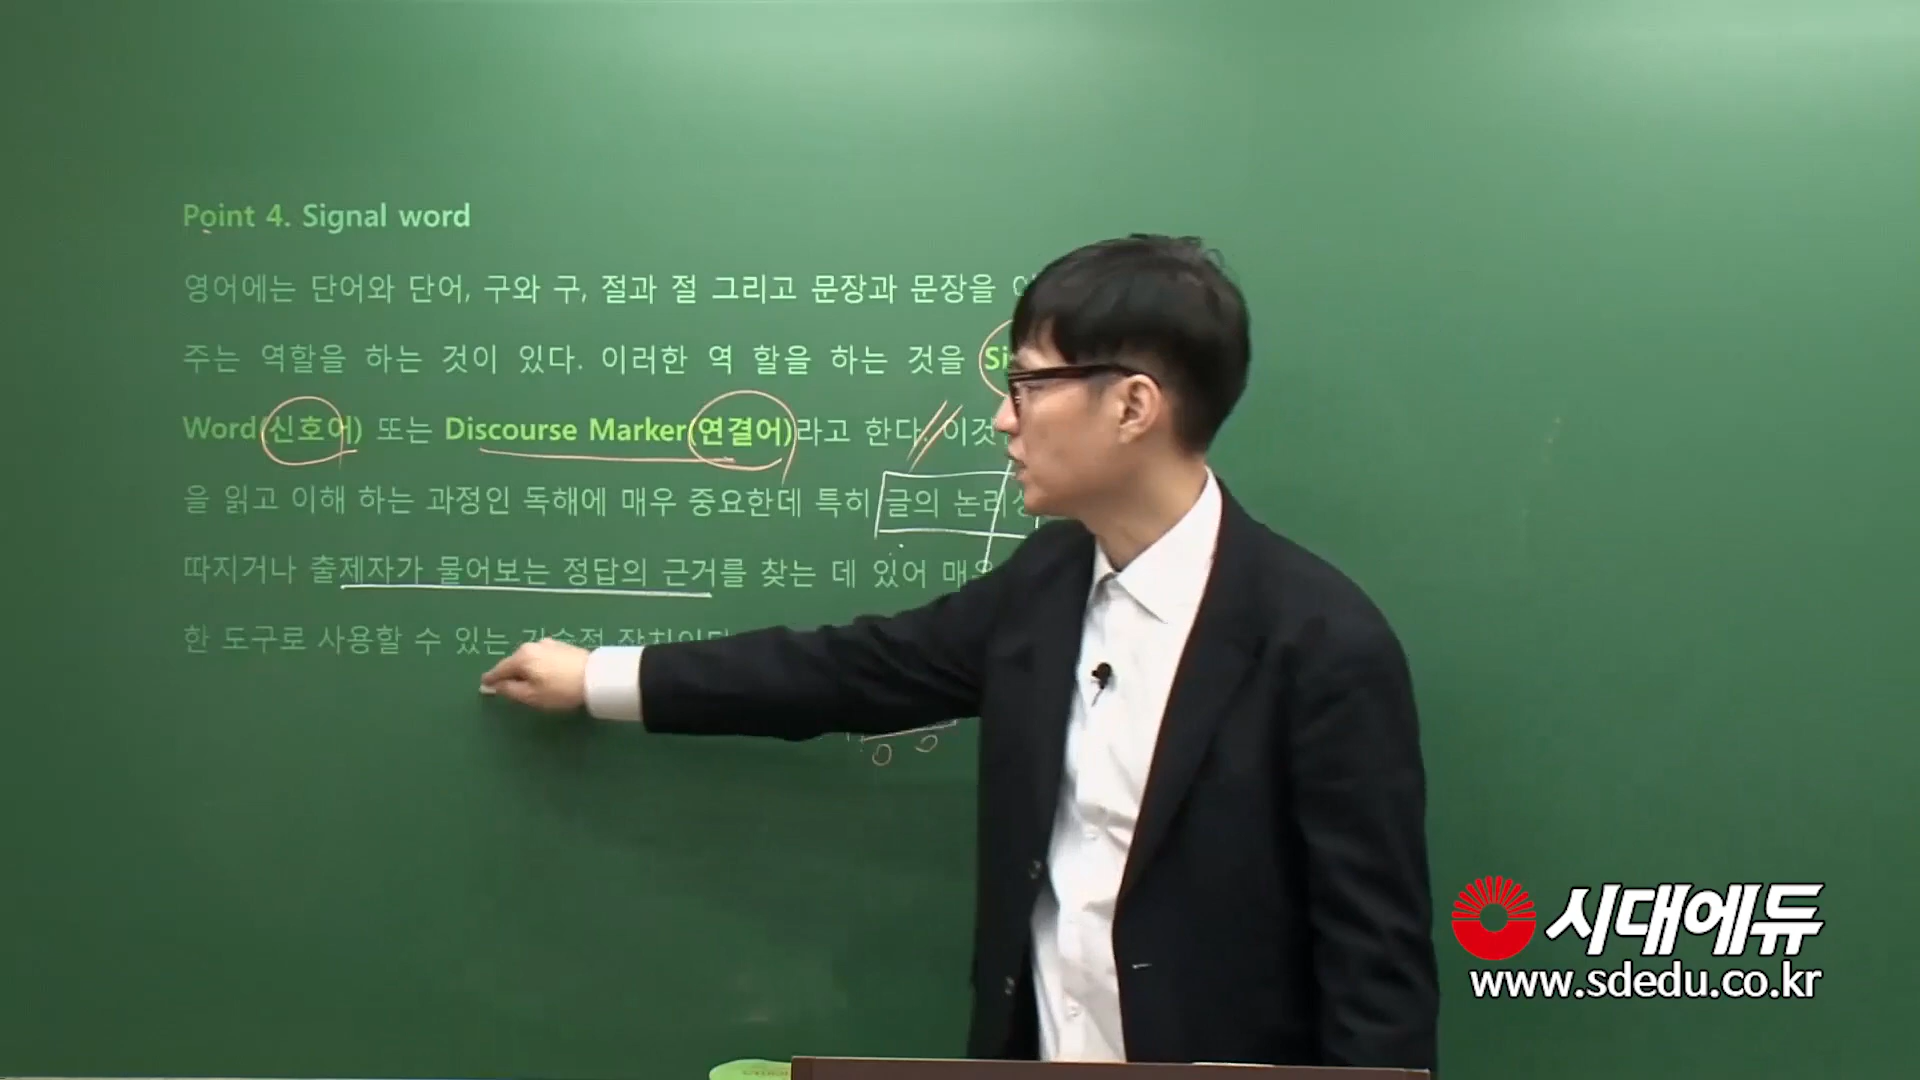 Point 4. Signal word
영어에는 단어와 단어, 구와 구, 절과 절 그리고 문장과 문장을
주는 역할을 하는 것이 있다. 이러한 역 할을 하는 것을
Word(신호어) 또는 Discourse Marker(연결어)라고 한다.
을 읽고 이해 하는 과정인 독해에 매우 중요한데 특히 글의
따지거나 출제자가 물어보는 정답의 근거를 찾는 데 있어
한 도구로 사용할 수 있는
시대에듀
www.sdedu.co.kr